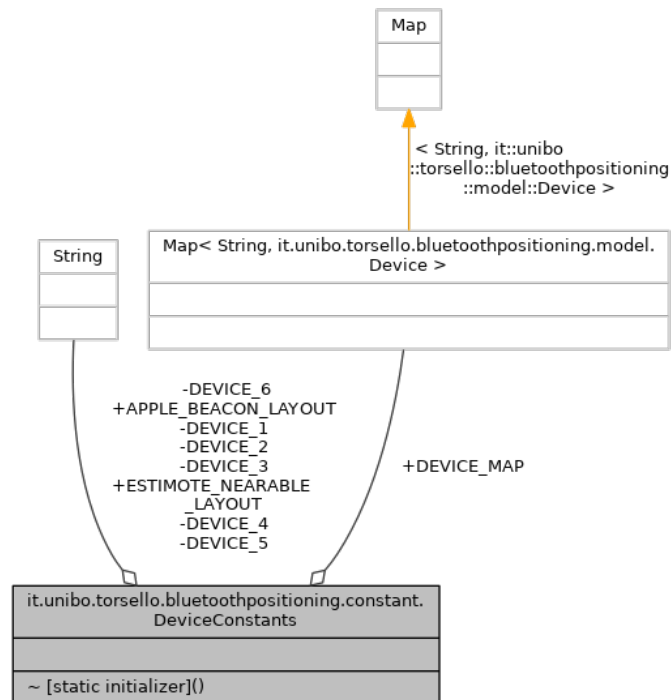 Map
< String, it::unibo
::torsello::bluetoothpositioning
::model::Device >
String
Map< String, it.unibo.torsello.bluetoothpositioning.model.
Device >
-DEVICE_6
+APPLE_BEACON_LAYOUT
-DEVICE_1
-DEVICE_2
-DEVICE_3
+ESTIMOTE_NEARABLE
_LAYOUT
-DEVICE_4
-DEVICE_5
+DEVICE_MAP
it.unibo.torsello.bluetoothpositioning.constant.
DeviceConstants
~ [static initializer]()